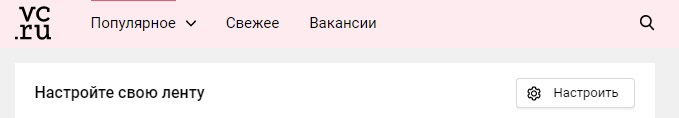 vc
.ru
Популярное Свежее Вакансии
Настройте свою ленту Настроить